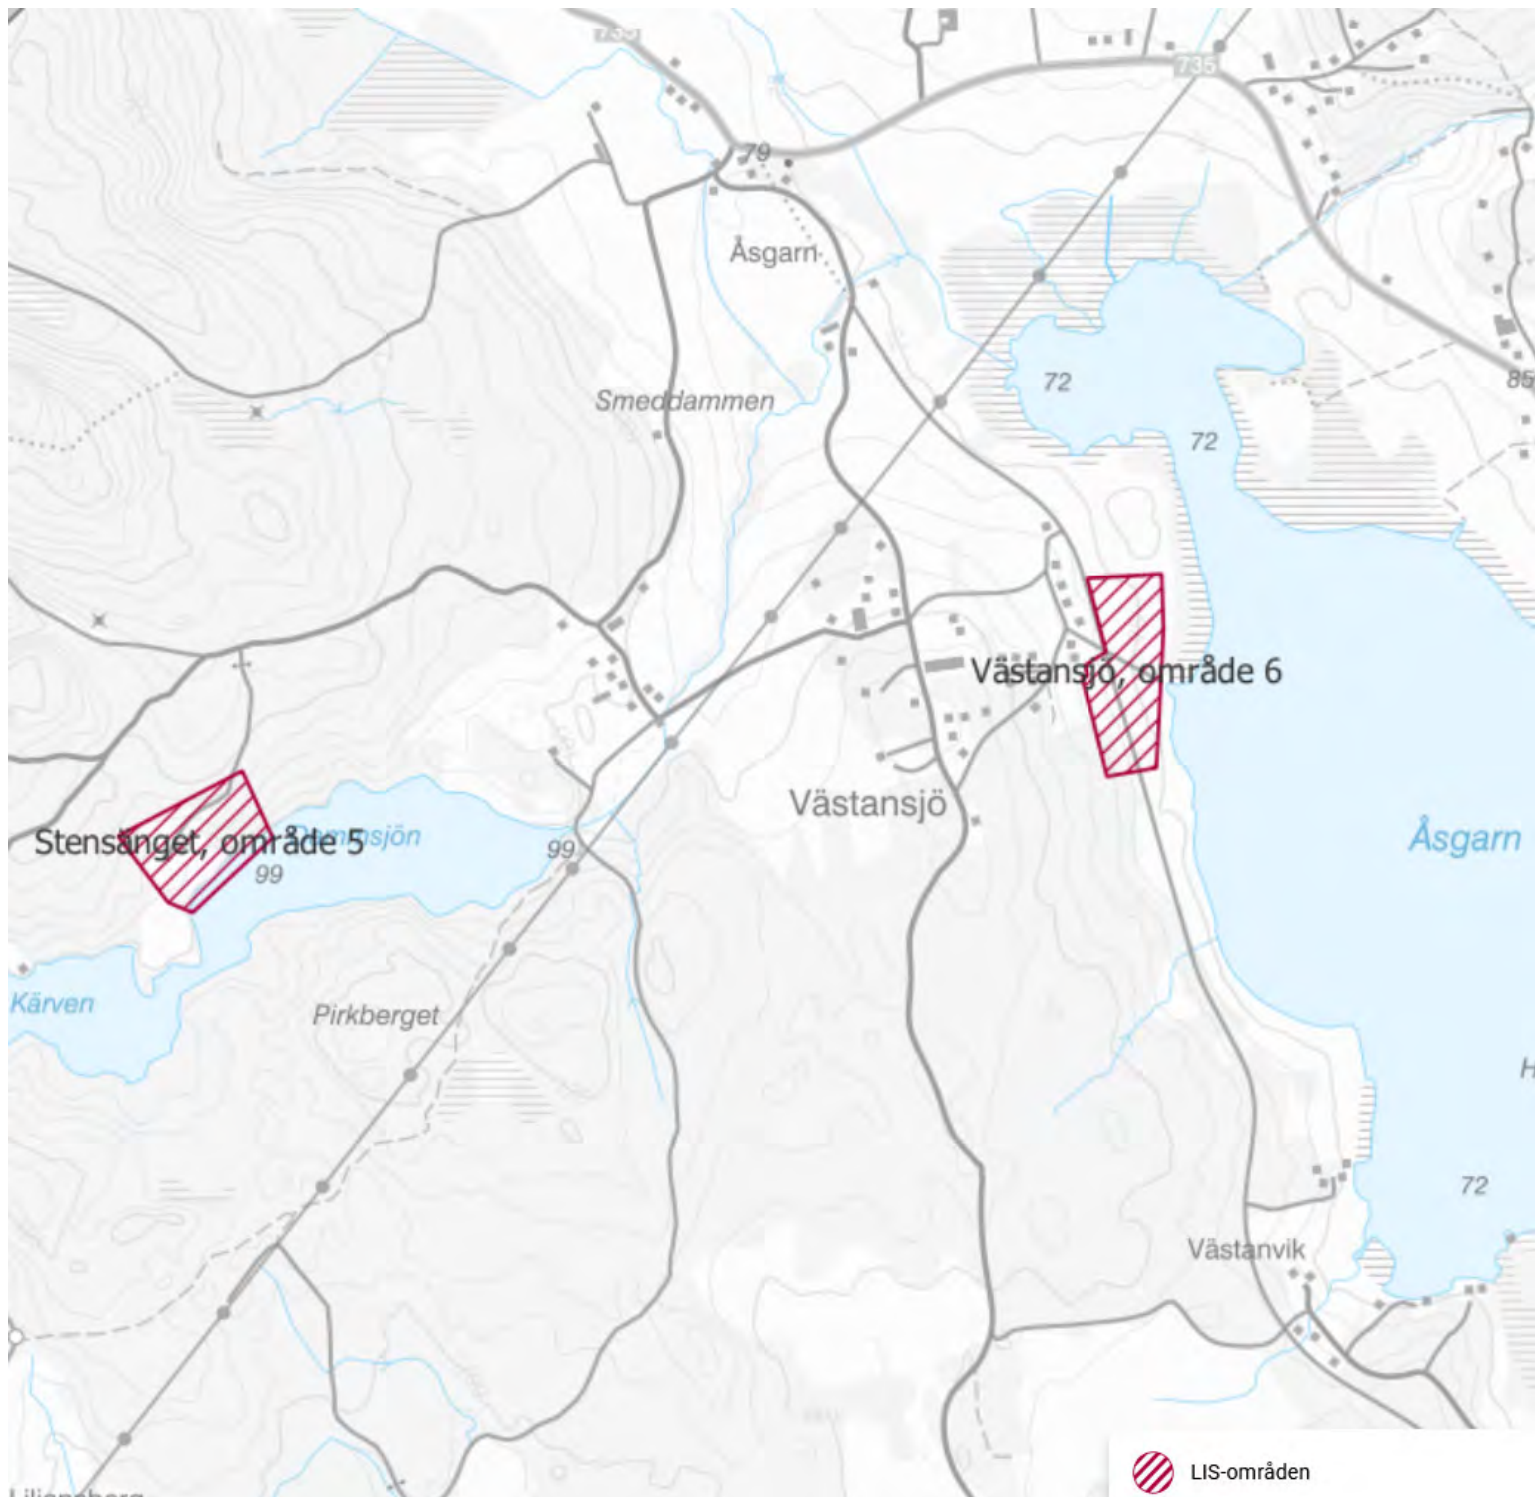 735
735
79
Åsgarn
72
85
Smeddammen
72
Västansjö, område 6
Västansjö
Åsgarn
Stensänget, område 5
Dammsjön
99
99
Kärven
Pirkberget
H
72
Västanvik
LIS-områden